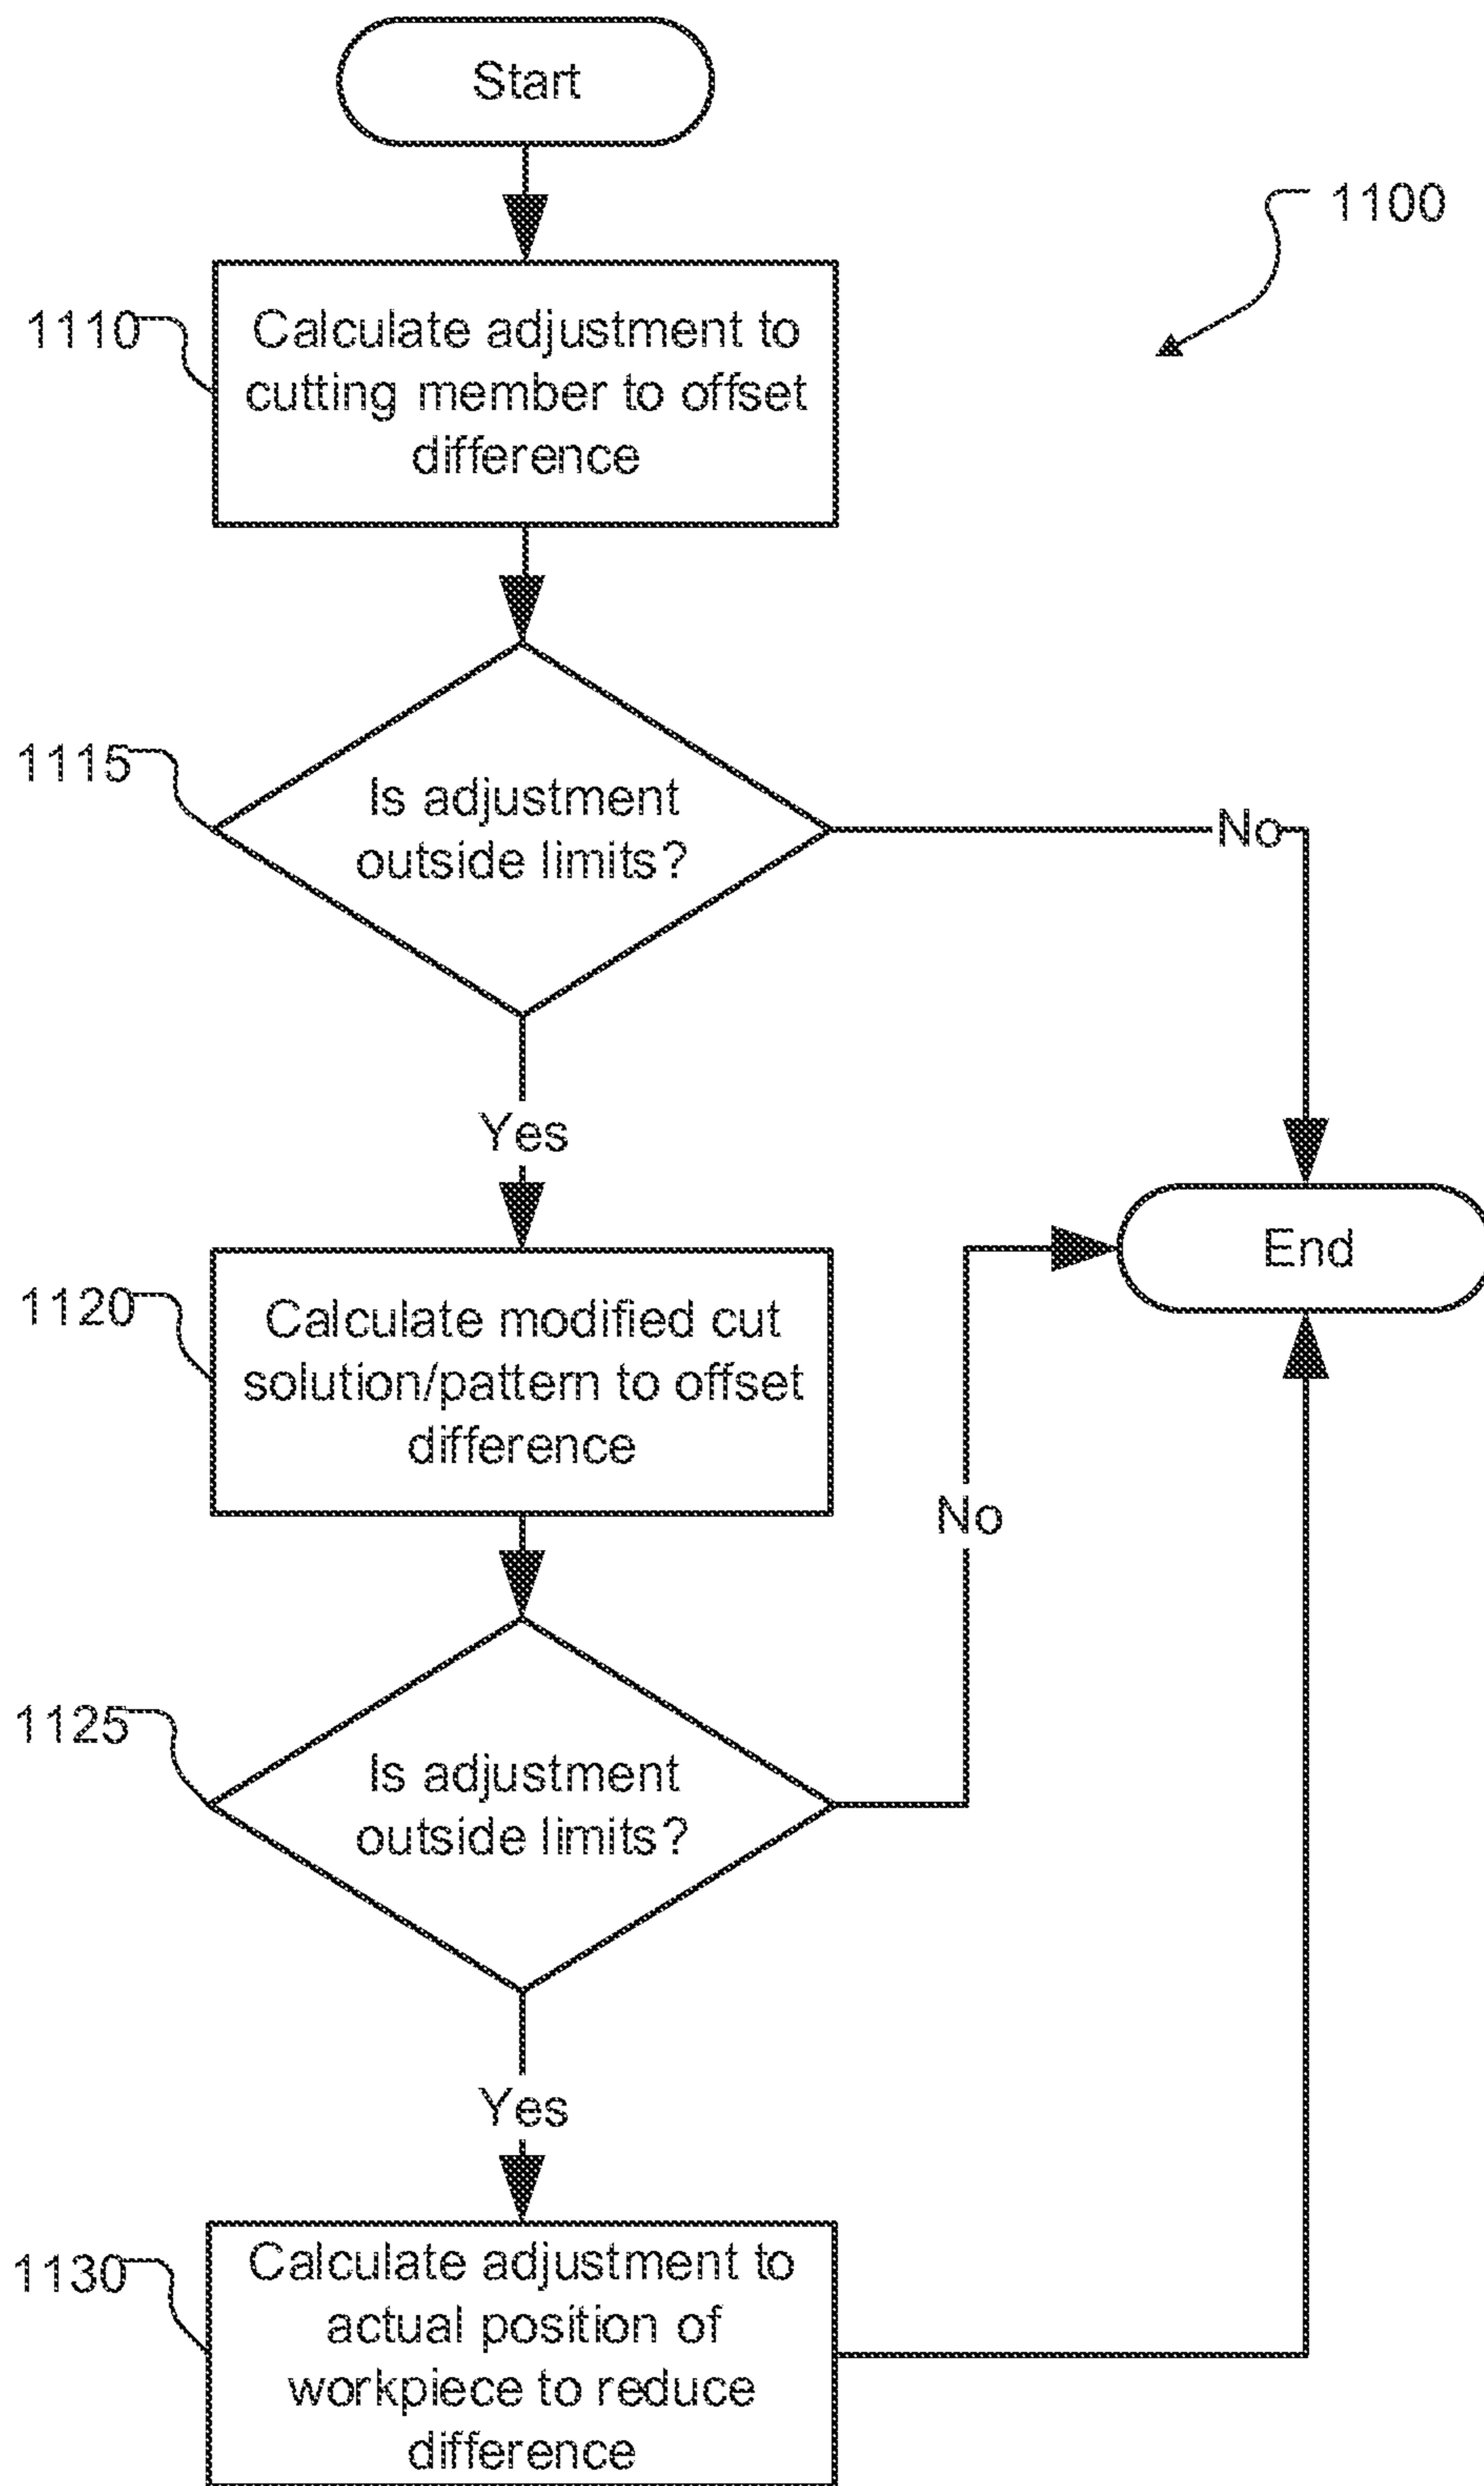 Start
1100
1110
Calculate adjustment to
cutting member to offset
difference
1115
Is adjustment
outside limits?
No
Yes
End
1120
Calculate modified cut
solution/pattern to offset
difference
No
1125
Is adjustment
outside limits?
Yes
1130
Calculate adjustment to
actual position of
workpiece to reduce
difference